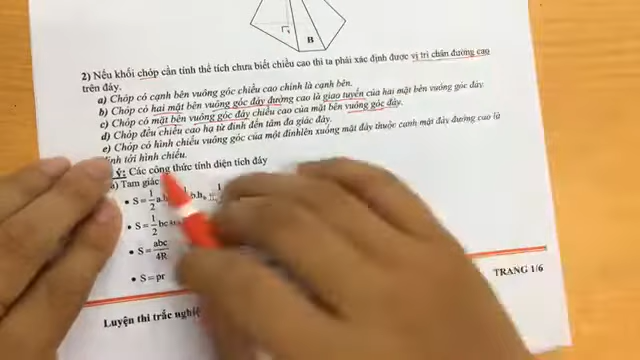 B
2) Nếu khối chóp cần tính thể tích chưa biết chiều cao thì ta phải xác định được vị trí chân đường cao
trên đáy.
a) Chóp có cạnh bên vuông góc chiều cao chính là cạnh bên.
b) Chóp có hai mặt bên vuông góc đáy đường cao là giao tuyến của hai mặt bên vuông góc đáy.
c) Chóp có mặt bên vuông góc đáy chiều cao của mặt bên vuông góc đáy.
d) Chóp đều chiều cao hạ từ đỉnh đến tâm đa giác đáy.
e) Chóp có hình chiếu vuông góc của một đỉnh lên xuống mặt đáy thuộc cạnh mặt đáy đường cao là
đỉnh tới hình chiếu.
Ý: Các công thức tính diện tích đáy
a) Tam giác
• S = 1/2 a.h
• S = 1/2 bc
• S = abc/4R
• S = pr
Luyện thi trắc nghiệ
TRANG 1/6